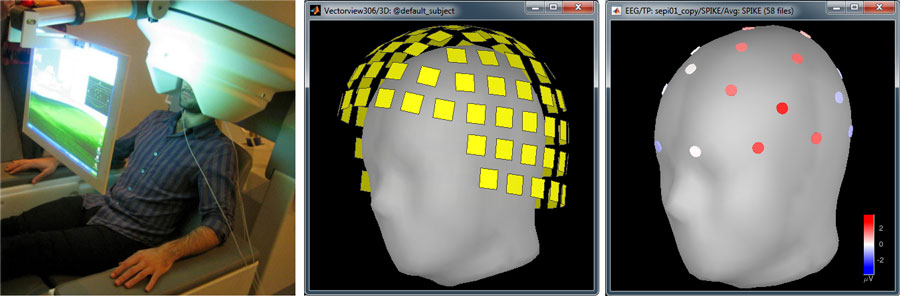 Vectorview306/3D: @default_subject
EEG/TP: sepi01_copy/SPIKE/Avg: SPIKE (58 files)
2
0
-2
µV